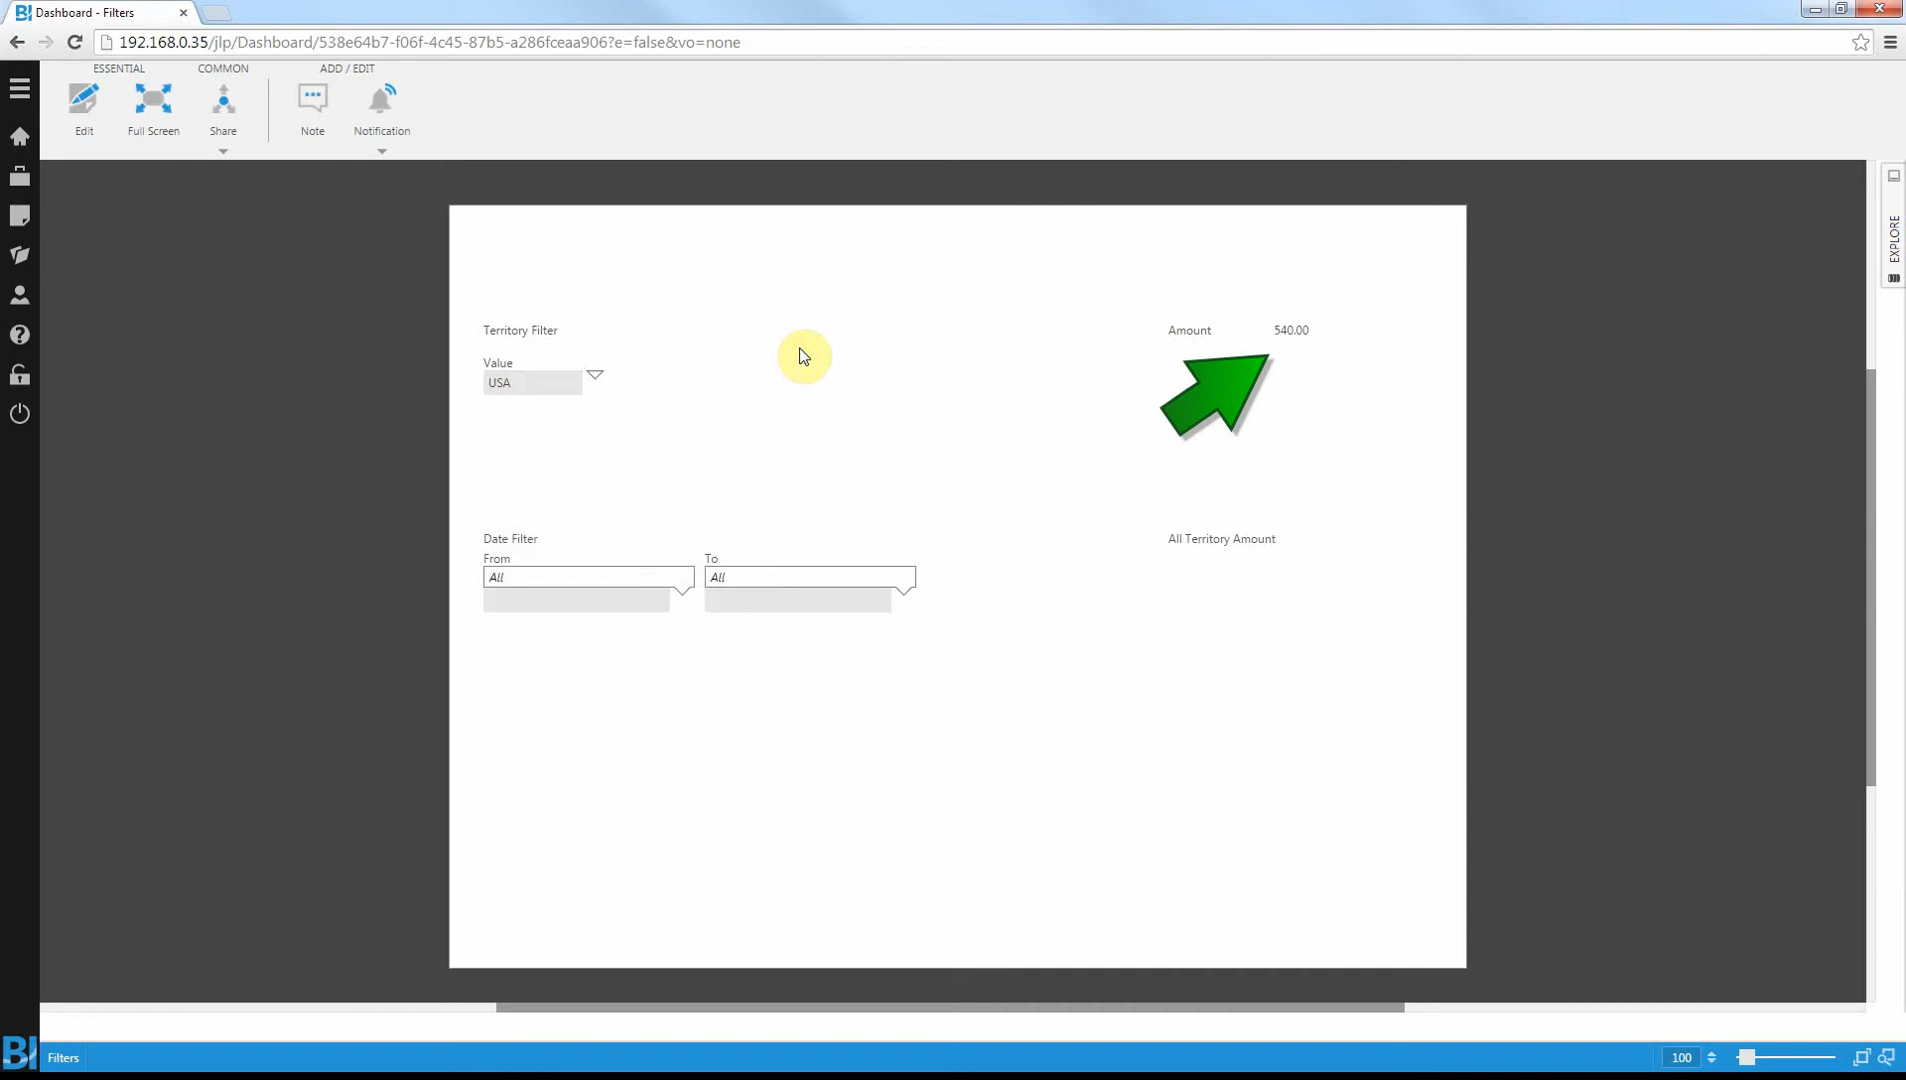 Dashboard - Filters
192.168.0.35/jlp/Dashboard/538e64b7-f06f-4c45-87b5-a286fceaa906?e=false&vo=none
ESSENTIAL COMMON ADD / EDIT
Edit Full Screen Share Note Notification
EXPLORE
Territory Filter
Amount 540.00
Value
USA
Date Filter
All Territory Amount
From To
All All
BI Filters
100